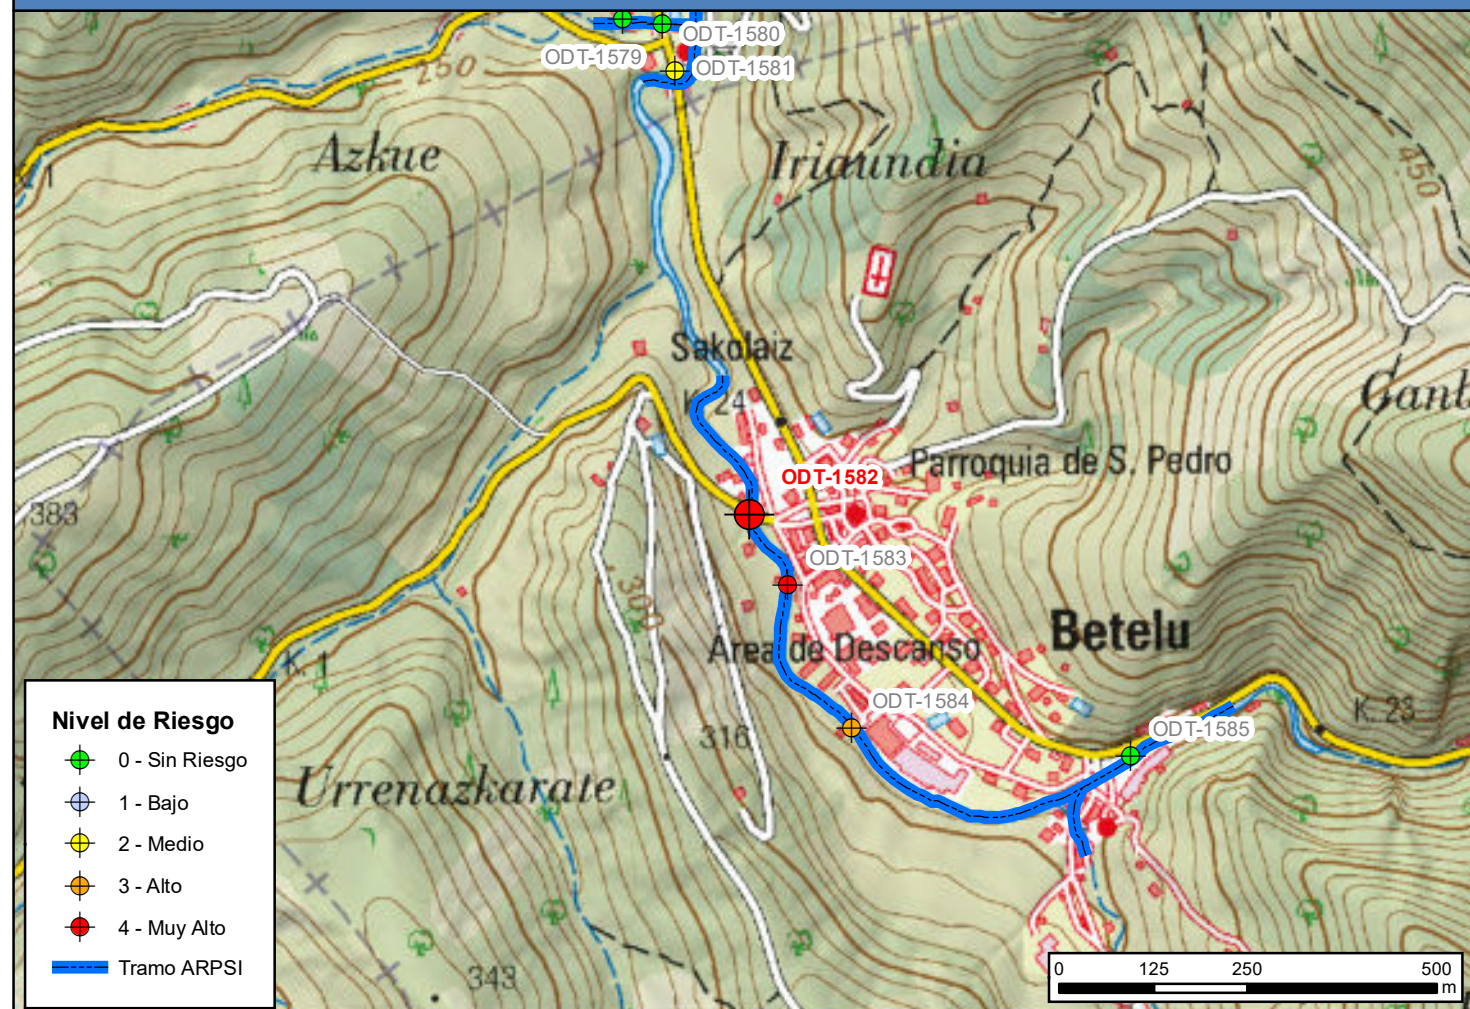 ODT-1580
ODT-1579
ODT-1581
250
Azkue
Iriaundia
450
Sakolaiz
K. 24
Parroquia de S. Pedro
ODT-1582
383
ODT-1583
300
Betelu
Area de Descanso
K. 1
ODT-1584
316
ODT-1585
K. 23
Urrenazkarate
343
Nivel de Riesgo
0 - Sin Riesgo
1 - Bajo
2 - Medio
3 - Alto
4 - Muy Alto
Tramo ARPSI
0 125 250 500
m